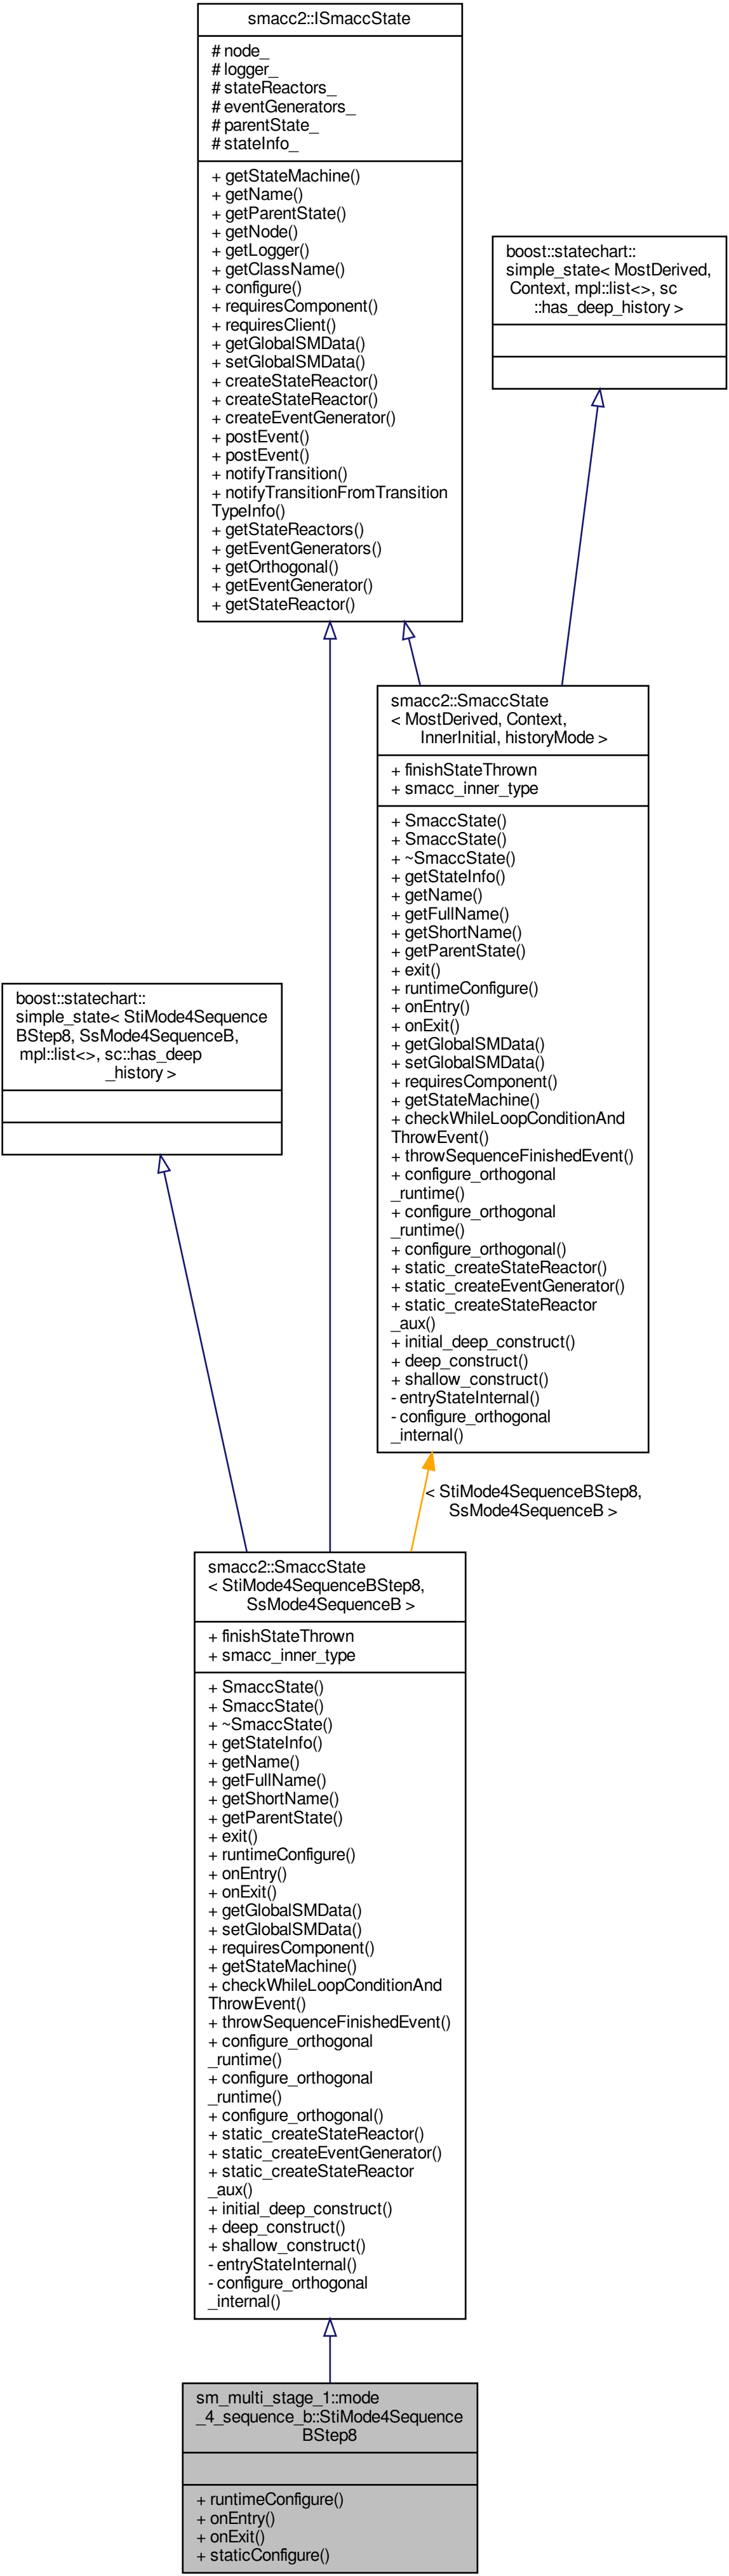 smacc2::ISmaccState
# node_
# logger_
# stateReactors_
# eventGenerators_
# parentState_
# stateInfo_
+ getStateMachine()
+ getName()
+ getParentState()
+ getNode()
+ getLogger()
+ getClassName()
+ configure()
+ requiresComponent()
+ requiresClient()
+ getGlobalSMData()
+ setGlobalSMData()
+ createStateReactor()
+ createStateReactor()
+ createEventGenerator()
+ postEvent()
+ postEvent()
+ notifyTransition()
+ notifyTransitionFromTransition
TypeInfo()
+ getStateReactors()
+ getEventGenerators()
+ getOrthogonal()
+ getEventGenerator()
+ getStateReactor()
boost::statechart::
simple_state< MostDerived,
Context, mpl::list<>, sc
::has_deep_history >
smacc2::SmaccState
< MostDerived, Context,
InnerInitial, historyMode >
+ finishStateThrown
+ smacc_inner_type
+ SmaccState()
+ SmaccState()
+ ~SmaccState()
+ getStateInfo()
+ getName()
+ getFullName()
+ getShortName()
+ getParentState()
+ exit()
+ runtimeConfigure()
+ onEntry()
+ onExit()
+ getGlobalSMData()
+ setGlobalSMData()
+ requiresComponent()
+ getStateMachine()
+ checkWhileLoopConditionAnd
ThrowEvent()
+ throwSequenceFinishedEvent()
+ configure_orthogonal
_runtime()
+ configure_orthogonal
_runtime()
+ configure_orthogonal()
+ static_createStateReactor()
+ static_createEventGenerator()
+ static_createStateReactor
_aux()
+ initial_deep_construct()
+ deep_construct()
+ shallow_construct()
- entryStateInternal()
- configure_orthogonal
_internal()
boost::statechart::
simple_state< StiMode4Sequence
BStep8, SsMode4SequenceB,
mpl::list<>, sc::has_deep
_history >
< StiMode4SequenceBStep8,
SsMode4SequenceB >
smacc2::SmaccState
< StiMode4SequenceBStep8,
SsMode4SequenceB >
+ finishStateThrown
+ smacc_inner_type
+ SmaccState()
+ SmaccState()
+ ~SmaccState()
+ getStateInfo()
+ getName()
+ getFullName()
+ getShortName()
+ getParentState()
+ exit()
+ runtimeConfigure()
+ onEntry()
+ onExit()
+ getGlobalSMData()
+ setGlobalSMData()
+ requiresComponent()
+ getStateMachine()
+ checkWhileLoopConditionAnd
ThrowEvent()
+ throwSequenceFinishedEvent()
+ configure_orthogonal
_runtime()
+ configure_orthogonal
_runtime()
+ configure_orthogonal()
+ static_createStateReactor()
+ static_createEventGenerator()
+ static_createStateReactor
_aux()
+ initial_deep_construct()
+ deep_construct()
+ shallow_construct()
- entryStateInternal()
- configure_orthogonal
_internal()
sm_multi_stage_1::mode
_4_sequence_b::StiMode4Sequence
BStep8
+ runtimeConfigure()
+ onEntry()
+ onExit()
+ staticConfigure()